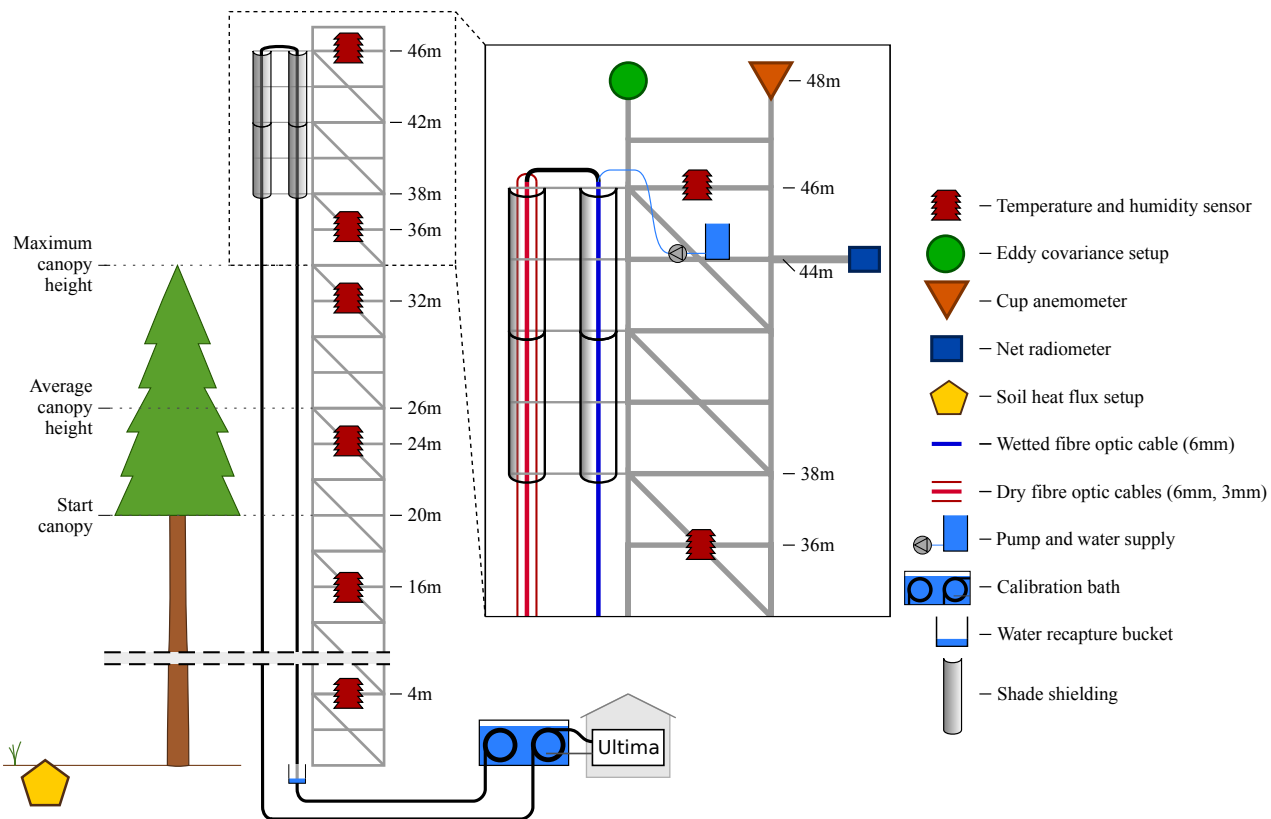 46m
42m
38m
36m
Maximum
canopy
height
32m
Average
canopy
height
26m
24m
Start
canopy
20m
16m
4m
Ultima
48m
46m
44m
38m
36m
Temperature and humidity sensor
Eddy covariance setup
Cup anemometer
Net radiometer
Soil heat flux setup
Wetted fibre optic cable (6mm)
Dry fibre optic cables (6mm, 3mm)
Pump and water supply
Calibration bath
Water recapture bucket
Shade shielding